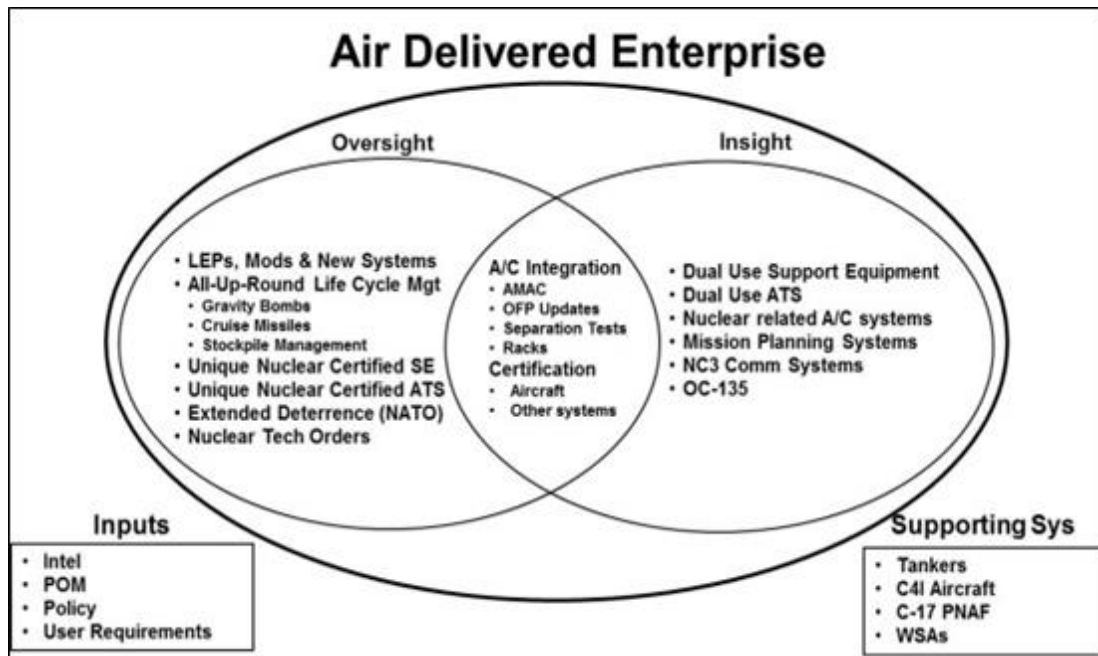 Air Delivered Enterprise
Oversight
• LEPs, Mods & New Systems
• All-Up-Round Life Cycle Mgt
• Gravity Bombs
• Cruise Missiles
• Stockpile Management
• Unique Nuclear Certified SE
• Unique Nuclear Certified ATS
• Extended Deterrence (NATO)
• Nuclear Tech Orders
A/C Integration
• AMAC
• OFP Updates
• Separation Tests
• Racks
Certification
• Aircraft
• Other systems
Insight
• Dual Use Support Equipment
• Dual Use ATS
• Nuclear related A/C systems
• Mission Planning Systems
• NC3 Comm Systems
• OC-135
Inputs
• Intel
• POM
• Policy
• User Requirements
Supporting Sys
• Tankers
• C4I Aircraft
• C-17 PNAF
• WSAs